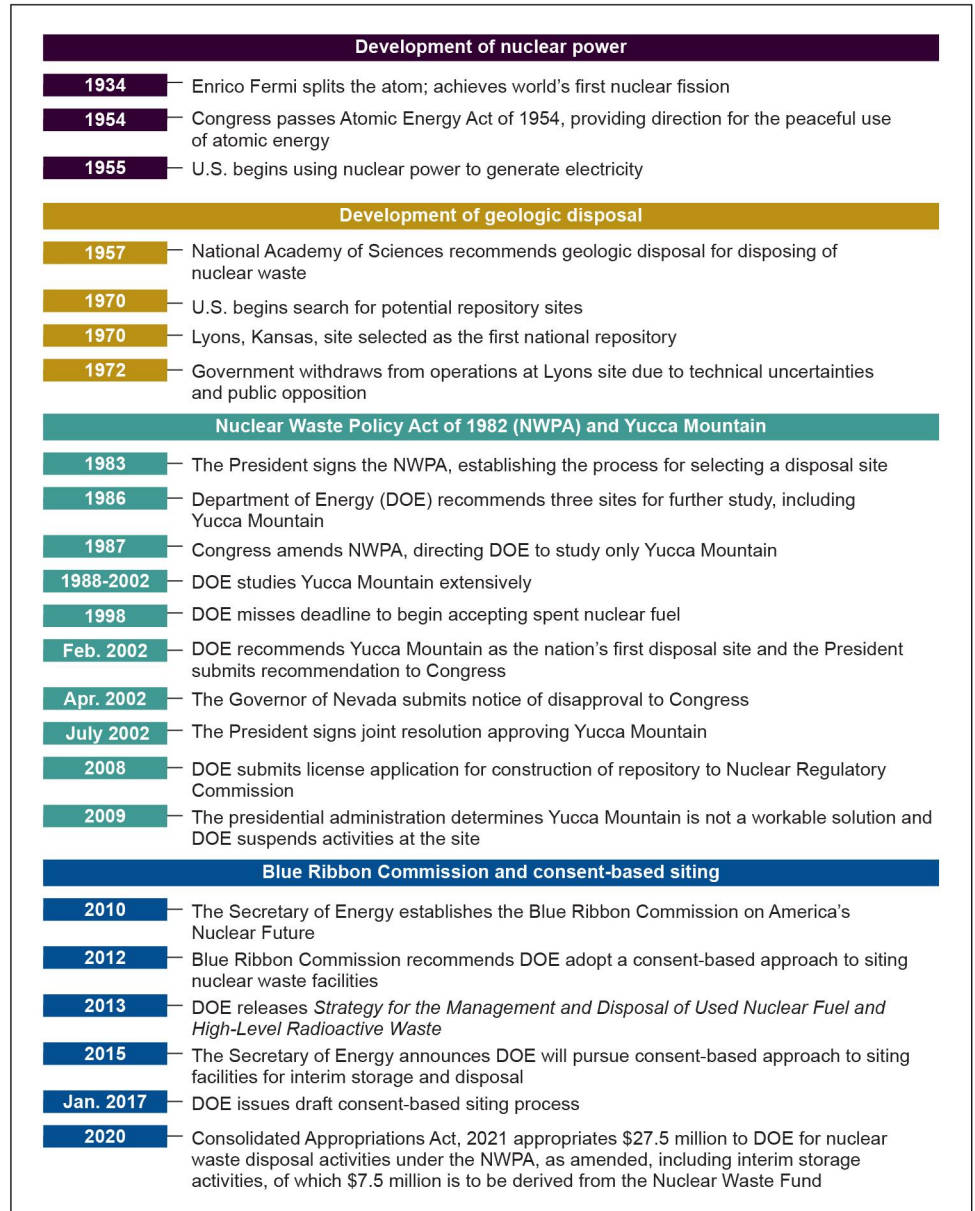 Development of nuclear power
1934 Enrico Fermi splits the atom; achieves world's first nuclear fission
1954 Congress passes Atomic Energy Act of 1954, providing direction for the peaceful use
of atomic energy
1955 U.S. begins using nuclear power to generate electricity
Development of geologic disposal
1957 National Academy of Sciences recommends geologic disposal for disposing of
nuclear waste
1970 U.S. begins search for potential repository sites
1970 Lyons, Kansas, site selected as the first national repository
1972 Government withdraws from operations at Lyons site due to technical uncertainties
and public opposition
Nuclear Waste Policy Act of 1982 (NWPA) and Yucca Mountain
1983 The President signs the NWPA, establishing the process for selecting a disposal site
1986 Department of Energy (DOE) recommends three sites for further study, including
Yucca Mountain
1987 Congress amends NWPA, directing DOE to study only Yucca Mountain
1988-2002 DOE studies Yucca Mountain extensively
1998 DOE misses deadline to begin accepting spent nuclear fuel
Feb. 2002 DOE recommends Yucca Mountain as the nation's first disposal site and the President
submits recommendation to Congress
Apr. 2002 The Governor of Nevada submits notice of disapproval to Congress
July 2002 The President signs joint resolution approving Yucca Mountain
2008 DOE submits license application for construction of repository to Nuclear Regulatory
Commission
2009 The presidential administration determines Yucca Mountain is not a workable solution and
DOE suspends activities at the site
Blue Ribbon Commission and consent-based siting
2010 The Secretary of Energy establishes the Blue Ribbon Commission on America's
Nuclear Future
2012 Blue Ribbon Commission recommends DOE adopt a consent-based approach to siting
nuclear waste facilities
2013 DOE releases Strategy for the Management and Disposal of Used Nuclear Fuel and
High-Level Radioactive Waste
2015 The Secretary of Energy announces DOE will pursue consent-based approach to siting
facilities for interim storage and disposal
Jan. 2017 DOE issues draft consent-based siting process
2020 Consolidated Appropriations Act, 2021 appropriates $27.5 million to DOE for nuclear
waste disposal activities under the NWPA, as amended, including interim storage
activities, of which $7.5 million is to be derived from the Nuclear Waste Fund